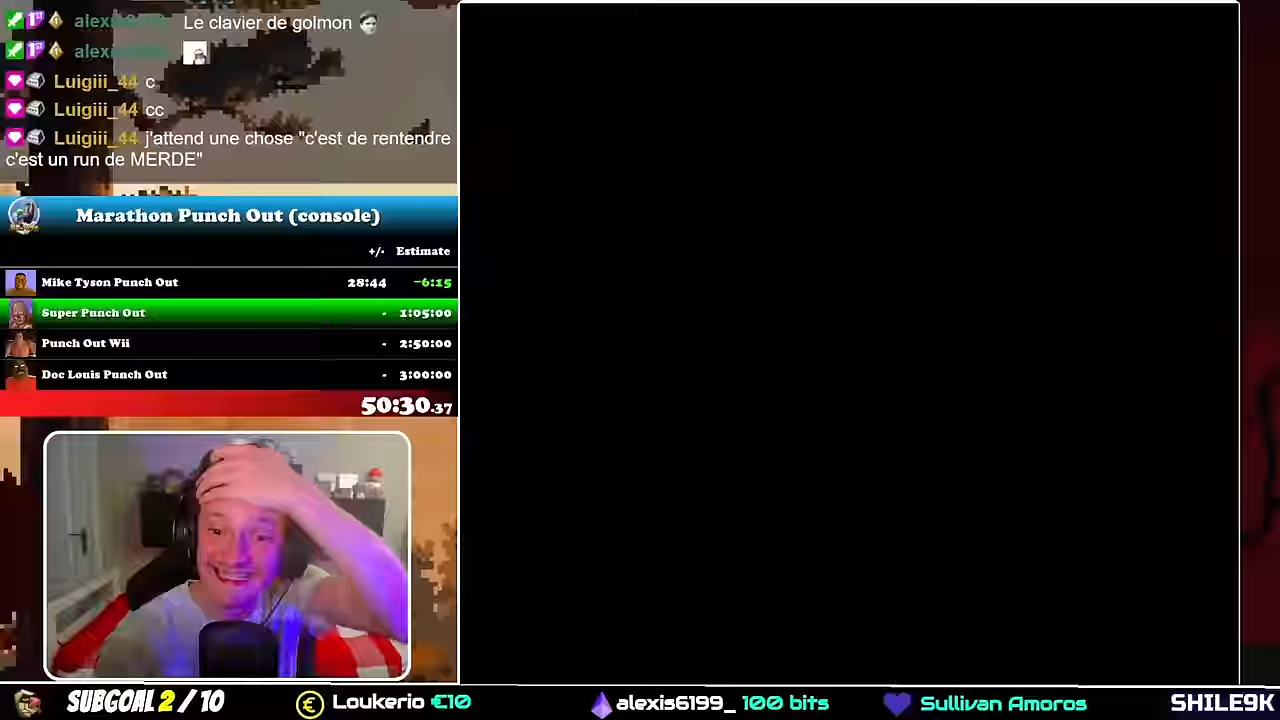 Le clavier de golmon
Luigiii_44 c
Luigiii_44 cc
Luigiii_44 j'attend une chose "c'est de rentendre
c'est un run de MERDE"
Marathon Punch Out (console)
+/- Estimate
Mike Tyson Punch Out 28:44 -6:15
Super Punch Out - 1:05:00
Punch Out Wii - 2:50:00
Doc Louis Punch Out - 3:00:00
50:30.37
SUBGOAL 2 / 10 Loukerio €10 alexis6199_ 100 bits Sullivan Amoros SHILE9K